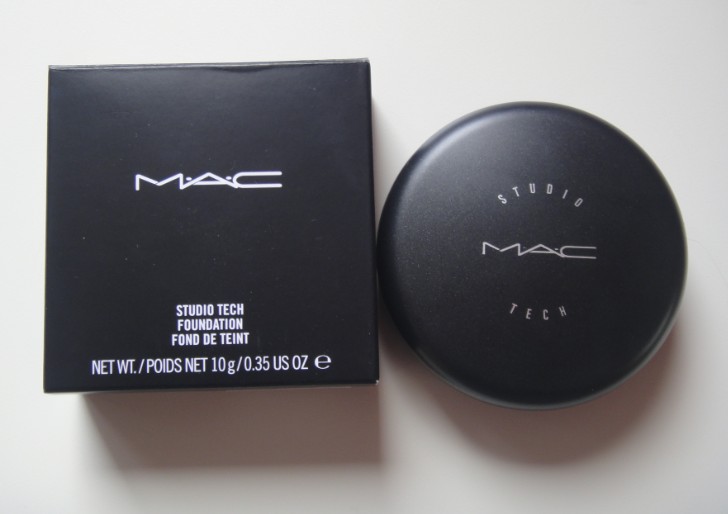 M·A·C
STUDIO TECH
FOUNDATION
FOND DE TEINT
NET WT./POIDS NET 10 g/0.35 US OZ ℮
STUDIO
M·A·C
TECH